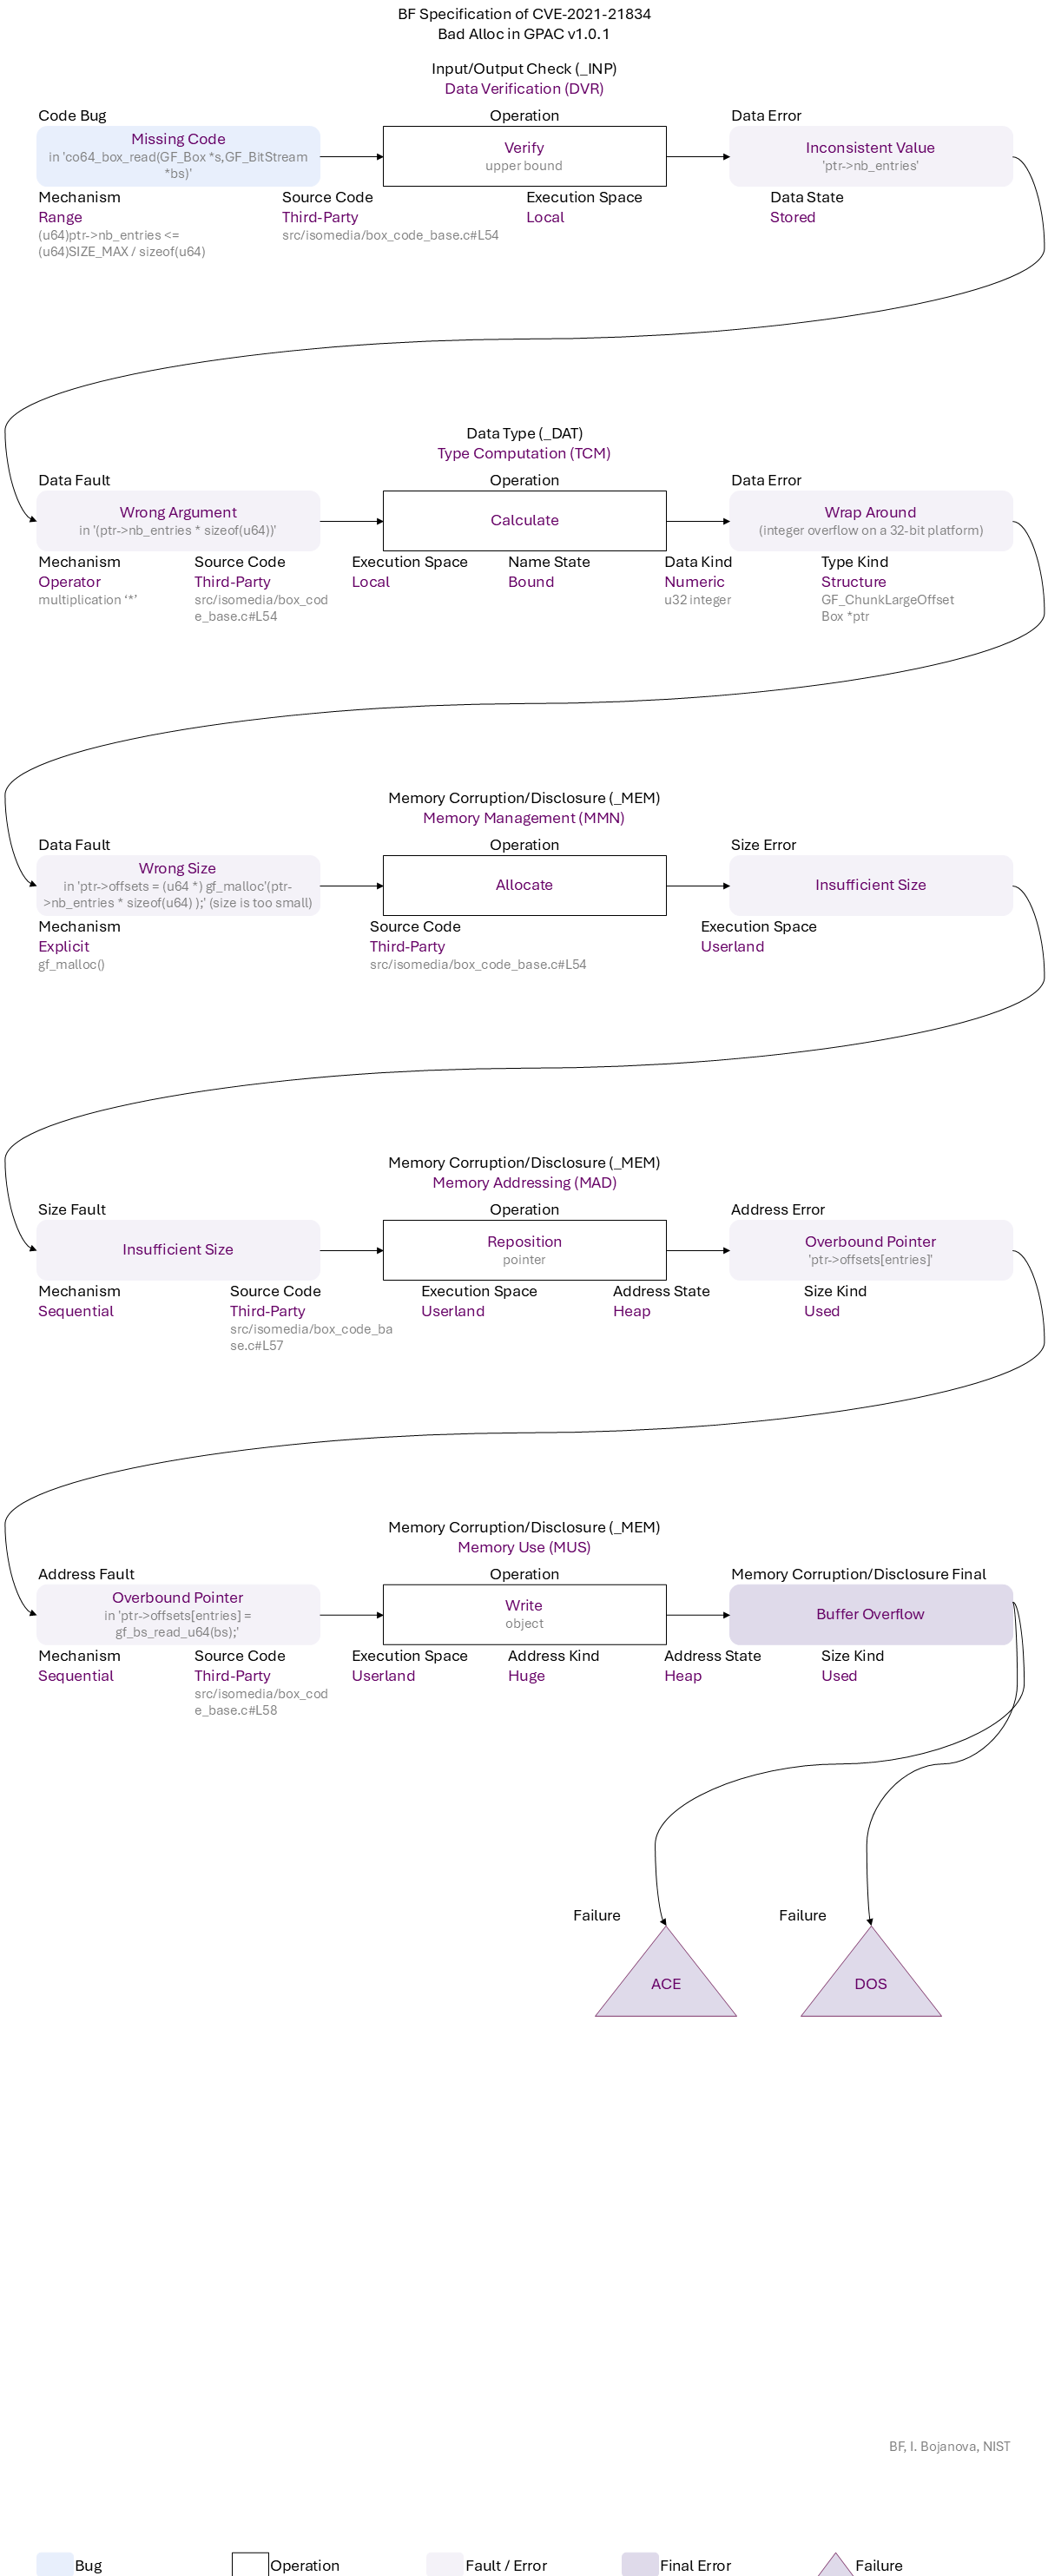 BF Specification of CVE-2021-21834
Bad Alloc in GPAC v1.0.1
Input/Output Check (_INP)
Data Verification (DVR)
Code Bug
Operation
Data Error
Missing Code
in 'co64_box_read(GF_Box *s,GF_BitStream
*bs)'
Verify
upper bound
Inconsistent Value
'ptr->nb_entries'
Mechanism
Range
(u64)ptr->nb_entries <=
(u64)SIZE_MAX / sizeof(u64)
Source Code
Third-Party
src/isomedia/box_code_base.c#L54
Execution Space
Local
Data State
Stored
Data Type (_DAT)
Type Computation (TCM)
Data Fault
Operation
Data Error
Wrong Argument
in '(ptr->nb_entries * sizeof(u64))'
Calculate
Wrap Around
(integer overflow on a 32-bit platform)
Mechanism
Operator
multiplication ‘*’
Source Code
Third-Party
src/isomedia/box_cod
e_base.c#L54
Execution Space
Local
Name State
Bound
Data Kind
Numeric
u32 integer
Type Kind
Structure
GF_ChunkLargeOffset
Box *ptr
Memory Corruption/Disclosure (_MEM)
Memory Management (MMN)
Data Fault
Operation
Size Error
Wrong Size
in 'ptr->offsets = (u64 *) gf_malloc'(ptr-
>nb_entries * sizeof(u64) );' (size is too small)
Allocate
Insufficient Size
Mechanism
Explicit
gf_malloc()
Source Code
Third-Party
src/isomedia/box_code_base.c#L54
Execution Space
Userland
Memory Corruption/Disclosure (_MEM)
Memory Addressing (MAD)
Size Fault
Operation
Address Error
Insufficient Size
Reposition
pointer
Overbound Pointer
'ptr->offsets[entries]'
Mechanism
Sequential
Source Code
Third-Party
src/isomedia/box_code_ba
se.c#L57
Execution Space
Userland
Address State
Heap
Size Kind
Used
Memory Corruption/Disclosure (_MEM)
Memory Use (MUS)
Address Fault
Operation
Memory Corruption/Disclosure Final
Overbound Pointer
in 'ptr->offsets[entries] =
gf_bs_read_u64(bs);'
Write
object
Buffer Overflow
Mechanism
Sequential
Source Code
Third-Party
src/isomedia/box_cod
e_base.c#L58
Execution Space
Userland
Address Kind
Huge
Address State
Heap
Size Kind
Used
Failure
Failure
ACE
DOS
BF, I. Bojanova, NIST
Bug
Operation
Fault / Error
Final Error
Failure